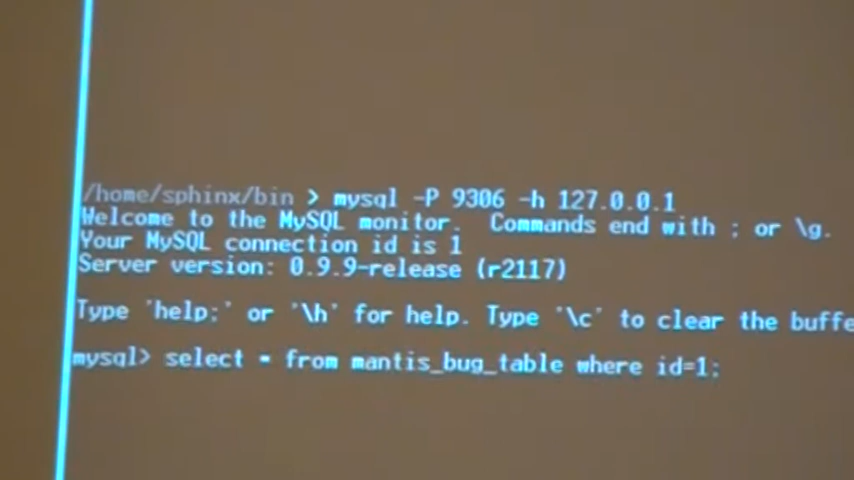 /home/sphinx/bin > mysql -P 9306 -h 127.0.0.1
Welcome to the MySQL monitor.  Commands end with ; or \g.
Your MySQL connection id is 1
Server version: 0.9.9-release (r2117)
Type 'help;' or '\h' for help. Type '\c' to clear the buffe
mysql> select * from mantis_bug_table where id=1;